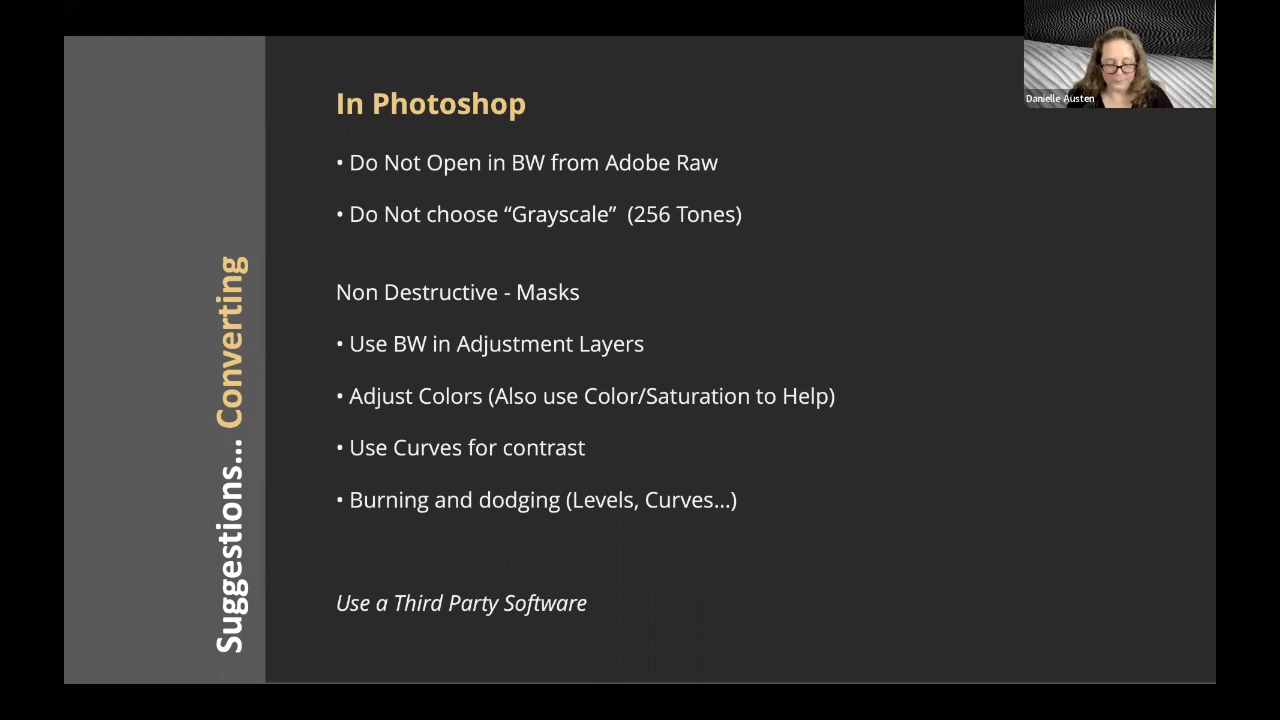 In Photoshop
• Do Not Open in BW from Adobe Raw
• Do Not choose “Grayscale” (256 Tones)
Non Destructive - Masks
• Use BW in Adjustment Layers
• Adjust Colors (Also use Color/Saturation to Help)
• Use Curves for contrast
• Burning and dodging (Levels, Curves...)
Use a Third Party Software
Suggestions... Converting
Danielle Austen